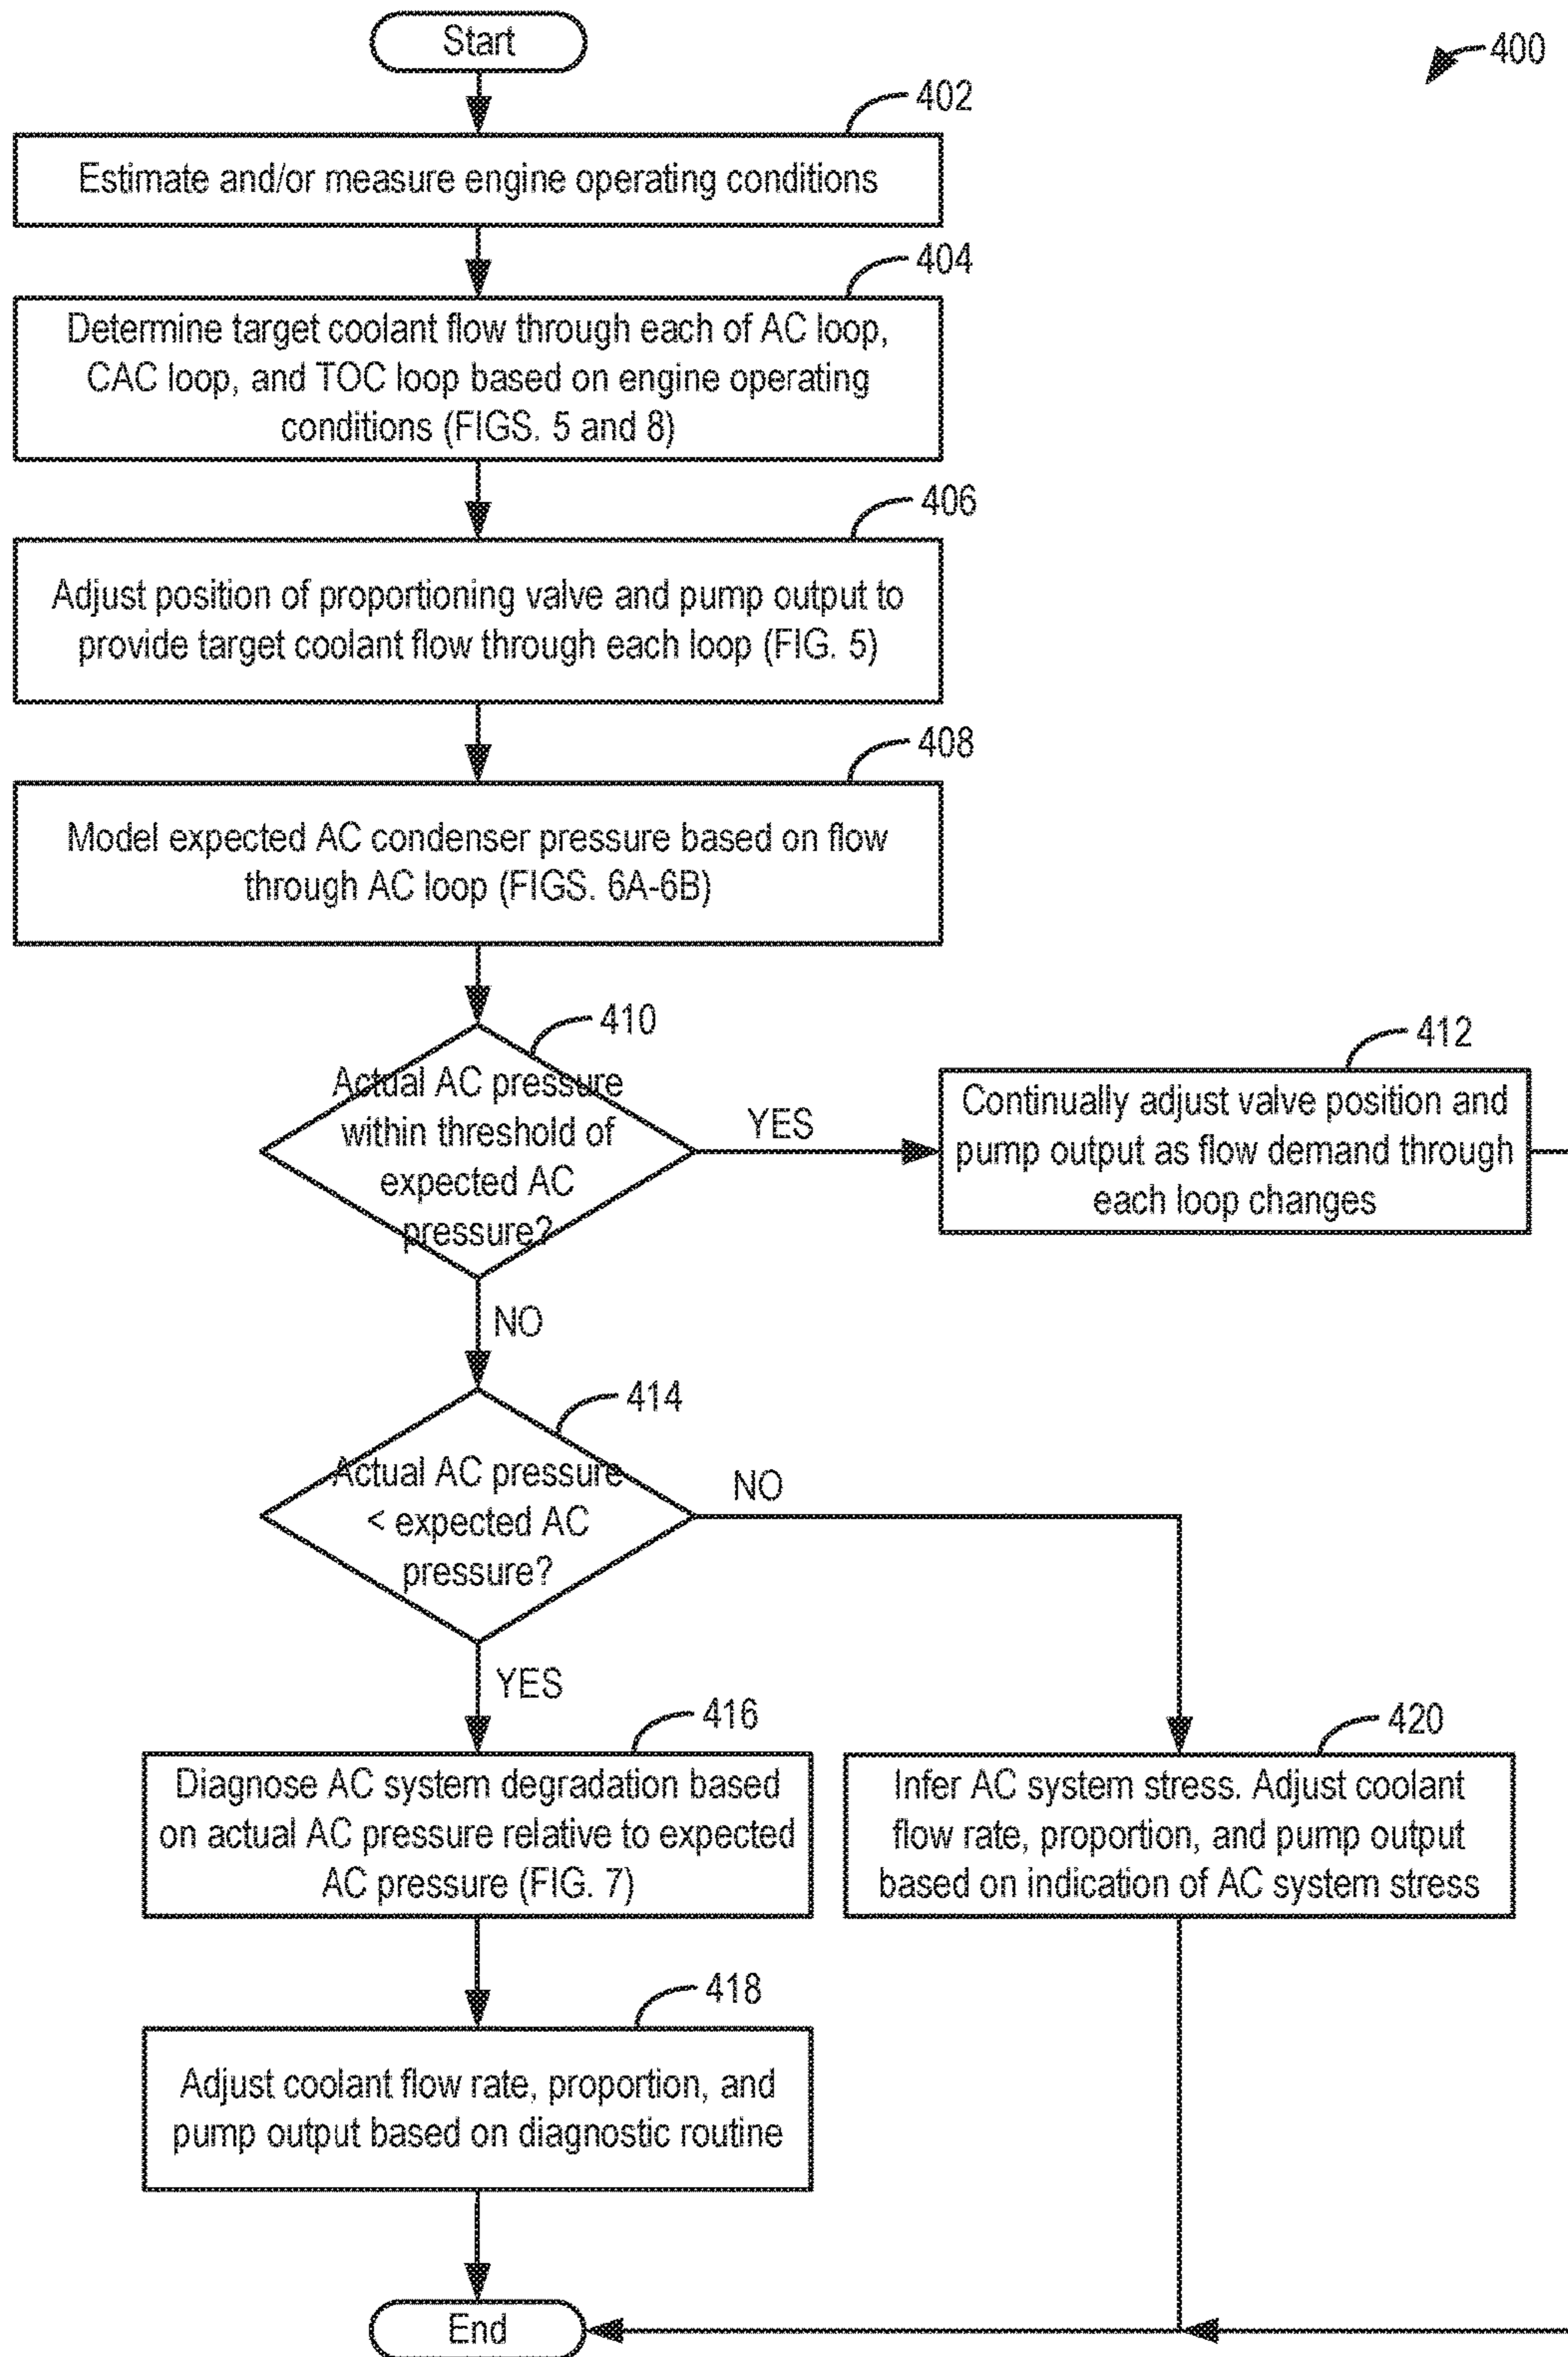 Start
400
402
Estimate and/or measure engine operating conditions
404
Determine target coolant flow through each of AC loop,
CAC loop, and TOC loop based on engine operating
conditions (FIGS. 5 and 8)
406
Adjust position of proportioning valve and pump output to
provide target coolant flow through each loop (FIG. 5)
408
Model expected AC condenser pressure based on flow
through AC loop (FIGS. 6A-6B)
410
Actual AC pressure
within threshold of
expected AC
pressure?
YES
412
Continually adjust valve position and
pump output as flow demand through
each loop changes
NO
414
Actual AC pressure
< expected AC
pressure?
NO
YES
416
Diagnose AC system degradation based
on actual AC pressure relative to expected
AC pressure (FIG. 7)
420
Infer AC system stress. Adjust coolant
flow rate, proportion, and pump output
based on indication of AC system stress
418
Adjust coolant flow rate, proportion, and
pump output based on diagnostic routine
End